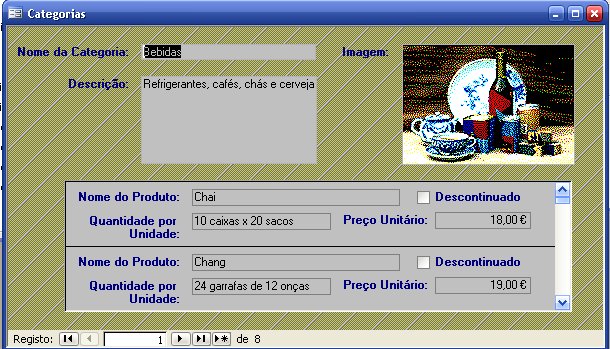 Categorias
Nome da Categoria: Bebidas Imagem:
Descrição: Refrigerantes, cafés, chás e cerveja
Nome do Produto: Chai Descontinuado
Quantidade por Unidade: 10 caixas x 20 sacos Preço Unitário: 18,00 €
Nome do Produto: Chang Descontinuado
Quantidade por Unidade: 24 garrafas de 12 onças Preço Unitário: 19,00 €
Registo: 1 de 8